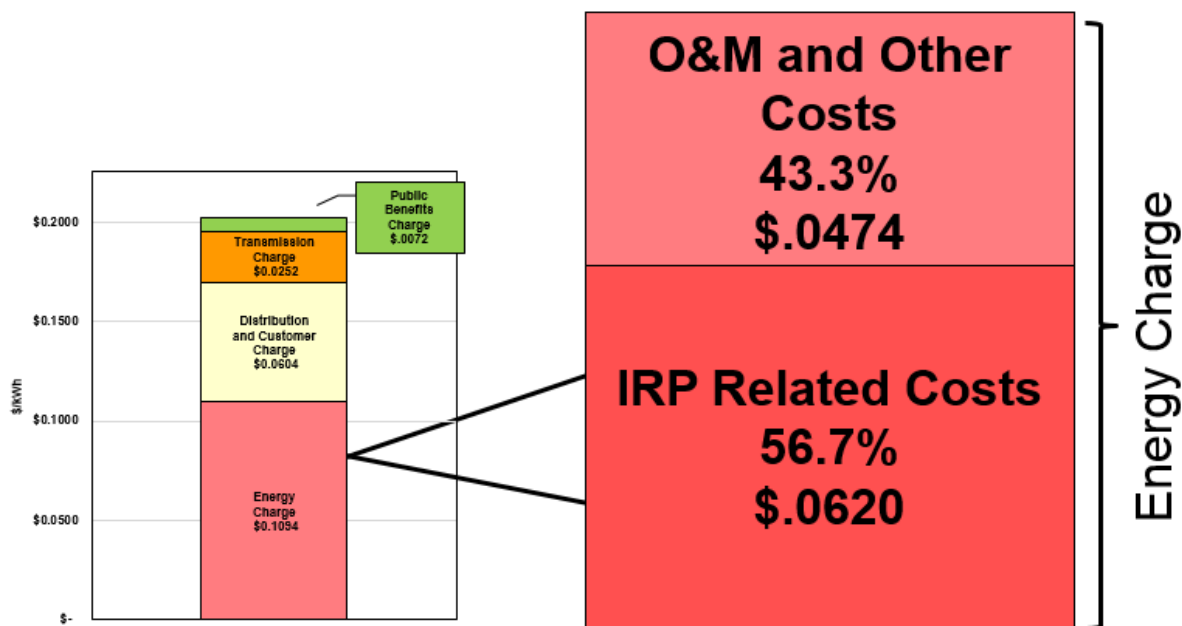 $/kWh
$0.2000
$0.1500
$0.1000
$0.0500
$-
Public
Benefits
Charge
$.0072
Transmission
Charge
$0.0252
Distribution
and Customer
Charge
$0.0604
Energy
Charge
$0.1094
O&M and Other
Costs
43.3%
$.0474
IRP Related Costs
56.7%
$.0620
Energy Charge